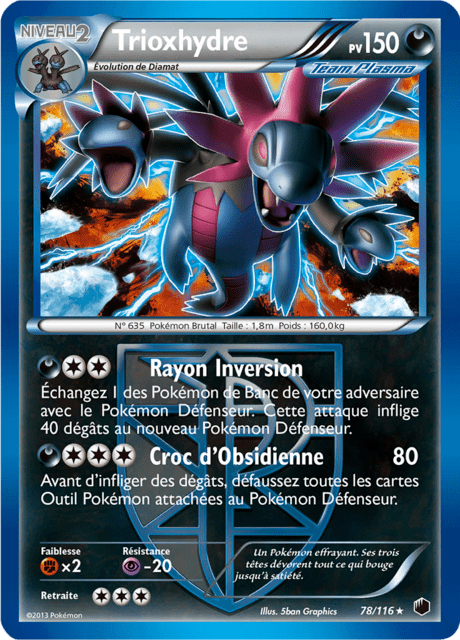 NIVEAU2
Trioxhydre
PV150
Évolution de Diamat
Team Plasma
N° 635 Pokémon Brutal Taille : 1,8m Poids : 160,0kg
Rayon Inversion
Échangez 1 des Pokémon de Banc de votre adversaire
avec le Pokémon Défenseur. Cette attaque inflige
40 dégâts au nouveau Pokémon Défenseur.
Croc d'Obsidienne 80
Avant d'infliger des dégâts, défaussez toutes les cartes
Outil Pokémon attachées au Pokémon Défenseur.
Faiblesse
×2
Résistance
-20
Retraite
Un Pokémon effrayant. Ses trois
têtes dévorent tout ce qui bouge
jusqu'à satiété.
©2013 Pokémon
Illus. 5ban Graphics
78/116 ★